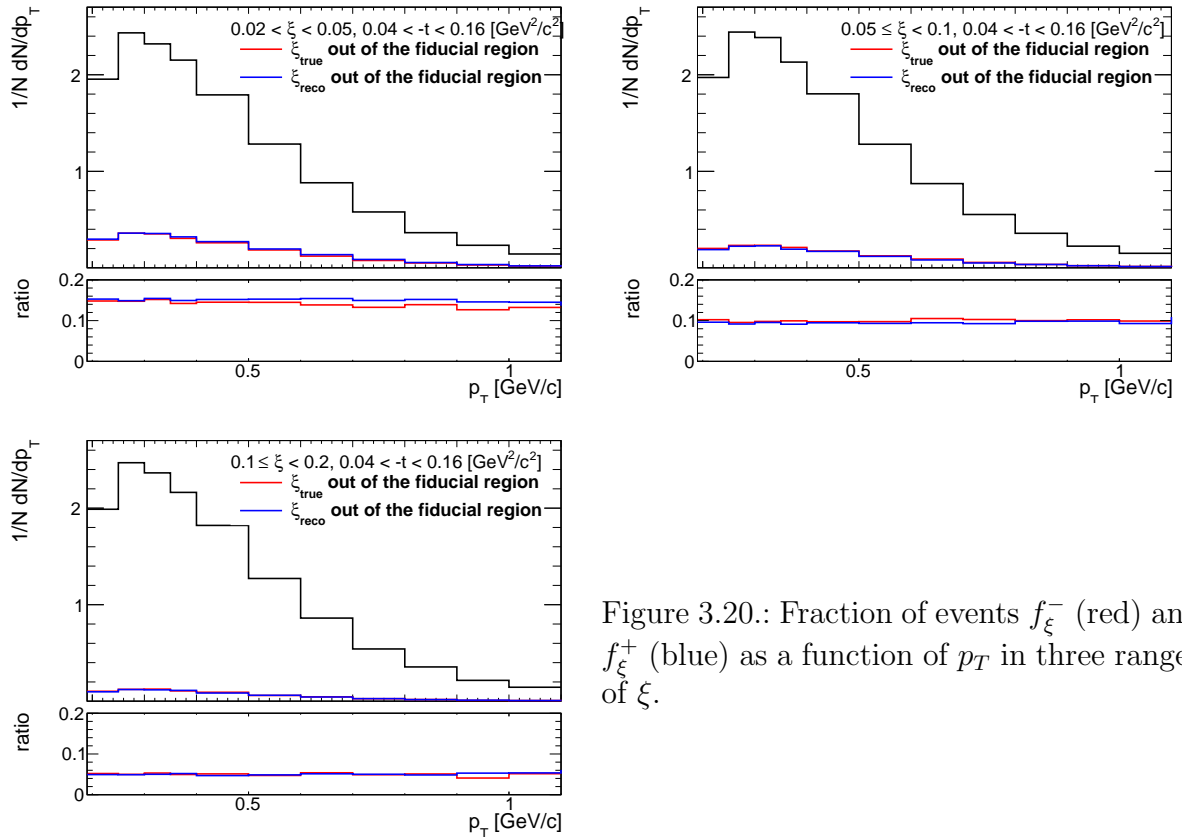 1/N dN/dp_T
0.02 < ξ < 0.05, 0.04 < -t < 0.16 [GeV²/c²]
ξ_true out of the fiducial region
ξ_reco out of the fiducial region
2
1
ratio
0.2
0.1
0
0.5
1
p_T [GeV/c]
1/N dN/dp_T
0.05 ≤ ξ < 0.1, 0.04 < -t < 0.16 [GeV²/c²]
ξ_true out of the fiducial region
ξ_reco out of the fiducial region
2
1
ratio
0.2
0.1
0
0.5
1
p_T [GeV/c]
1/N dN/dp_T
0.1 ≤ ξ < 0.2, 0.04 < -t < 0.16 [GeV²/c²]
ξ_true out of the fiducial region
ξ_reco out of the fiducial region
2
1
ratio
0.2
0.1
0
0.5
1
p_T [GeV/c]
Figure 3.20.: Fraction of events f_ξ^- (red) an
f_ξ^+ (blue) as a function of p_T in three range
of ξ.